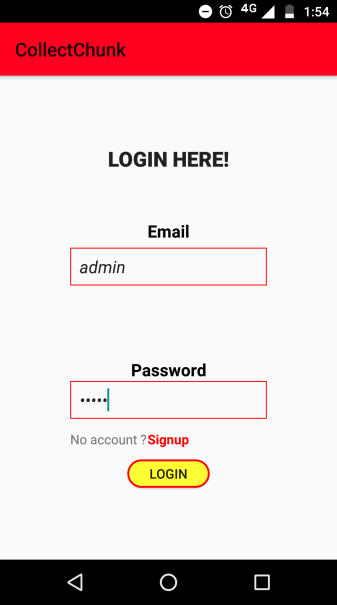 4G 1:54
CollectChunk
LOGIN HERE!
Email
admin
Password
•••••
No account ?Signup
LOGIN